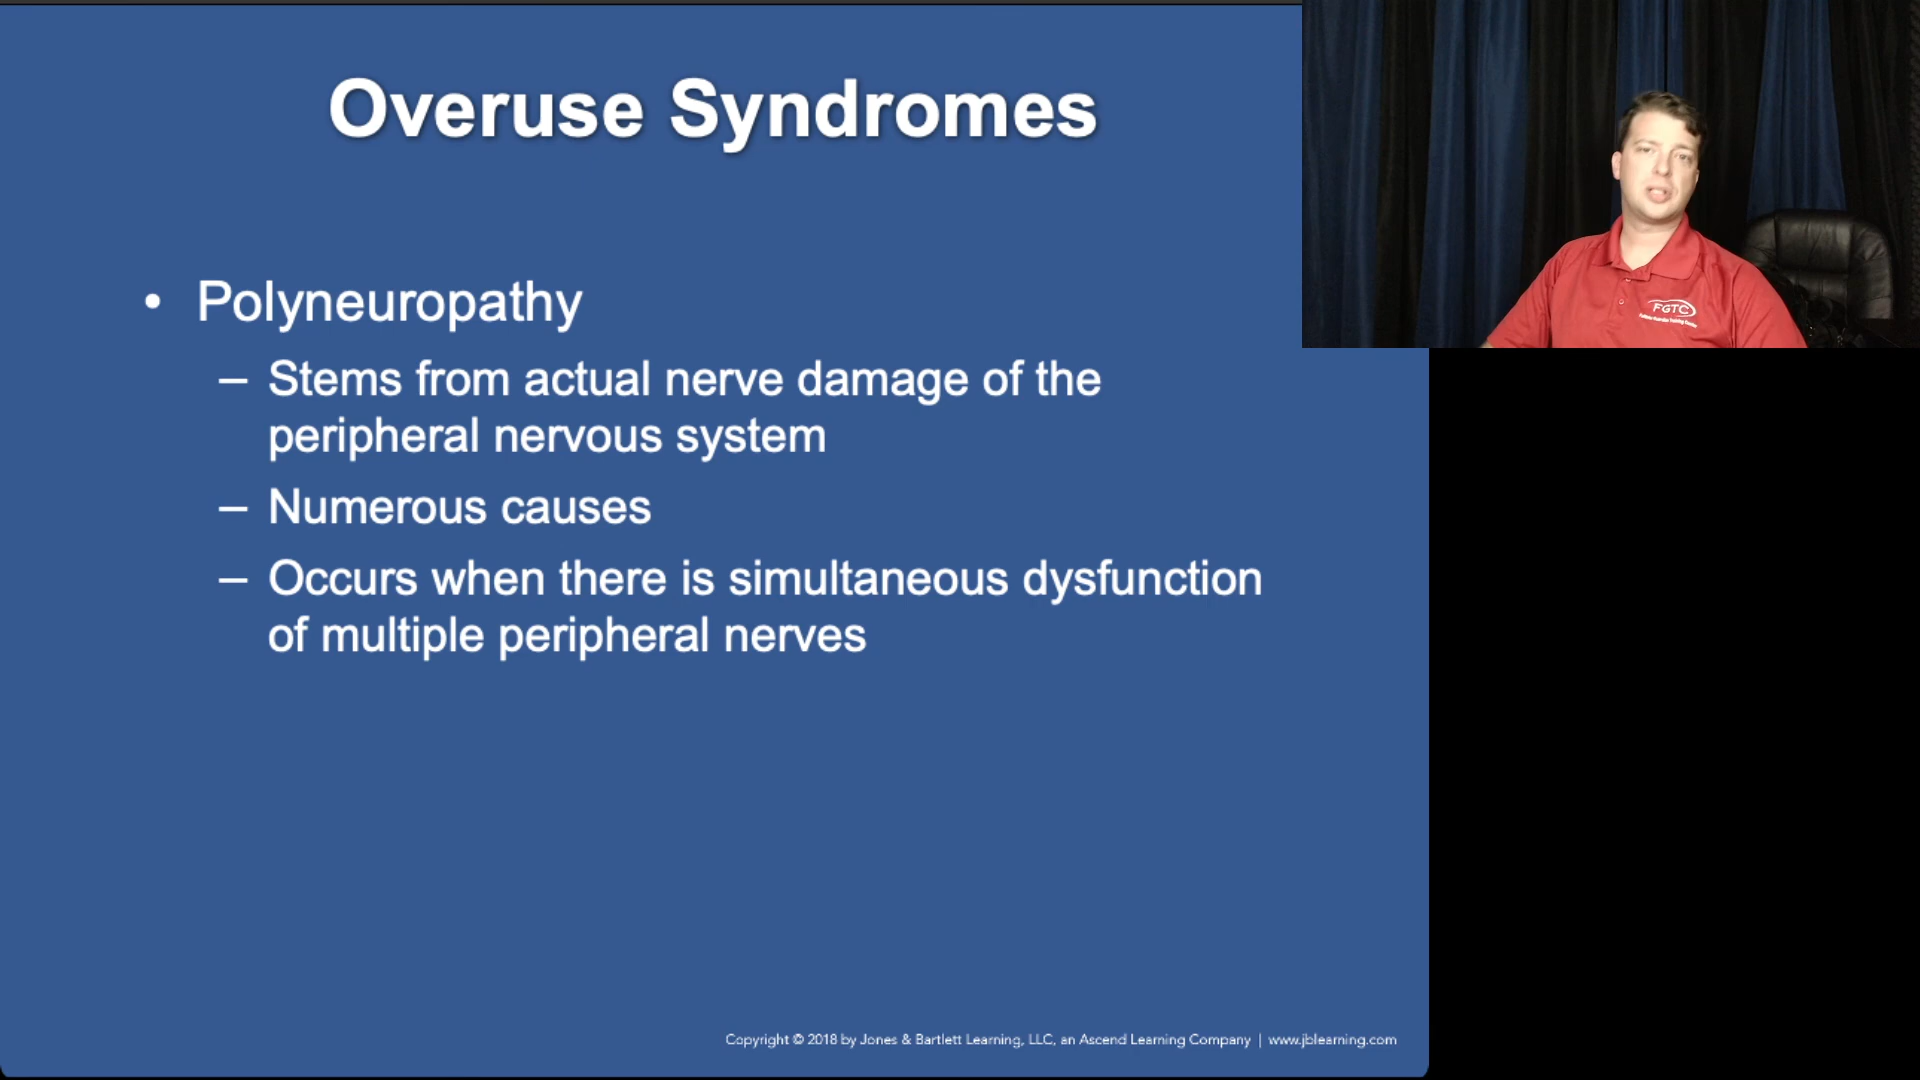 Overuse Syndromes
• Polyneuropathy
– Stems from actual nerve damage of the
peripheral nervous system
– Numerous causes
– Occurs when there is simultaneous dysfunction
of multiple peripheral nerves
Copyright © 2018 by Jones & Bartlett Learning, LLC, an Ascend Learning Company | www.jblearning.com
FGTC